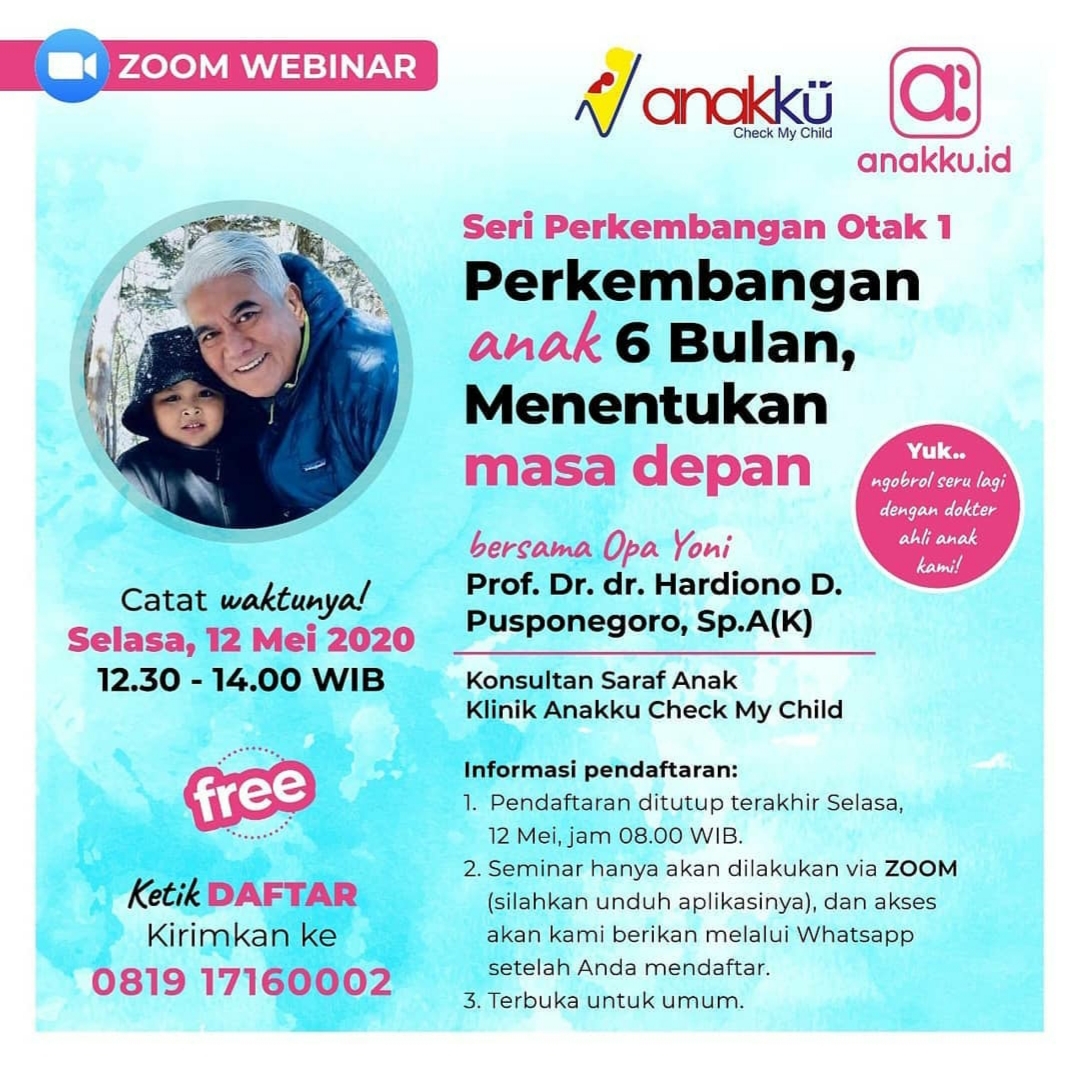 ZOOM WEBINAR
anakkü
Check My Child
a:
anakku.id
Seri Perkembangan Otak 1
Perkembangan
anak 6 Bulan,
Menentukan
masa depan
Yuk..
ngobrol seru lagi
dengan dokter
ahli anak
kami!
bersama Opa Yoni
Prof. Dr. dr. Hardiono D.
Pusponegoro, Sp.A(K)
Konsultan Saraf Anak
Klinik Anakku Check My Child
Catat waktunya!
Selasa, 12 Mei 2020
12.30 - 14.00 WIB
free
Ketik DAFTAR
Kirimkan ke
0819 17160002
Informasi pendaftaran:
1. Pendaftaran ditutup terakhir Selasa,
12 Mei, jam 08.00 WIB.
2. Seminar hanya akan dilakukan via ZOOM
(silahkan unduh aplikasinya), dan akses
akan kami berikan melalui Whatsapp
setelah Anda mendaftar.
3. Terbuka untuk umum.